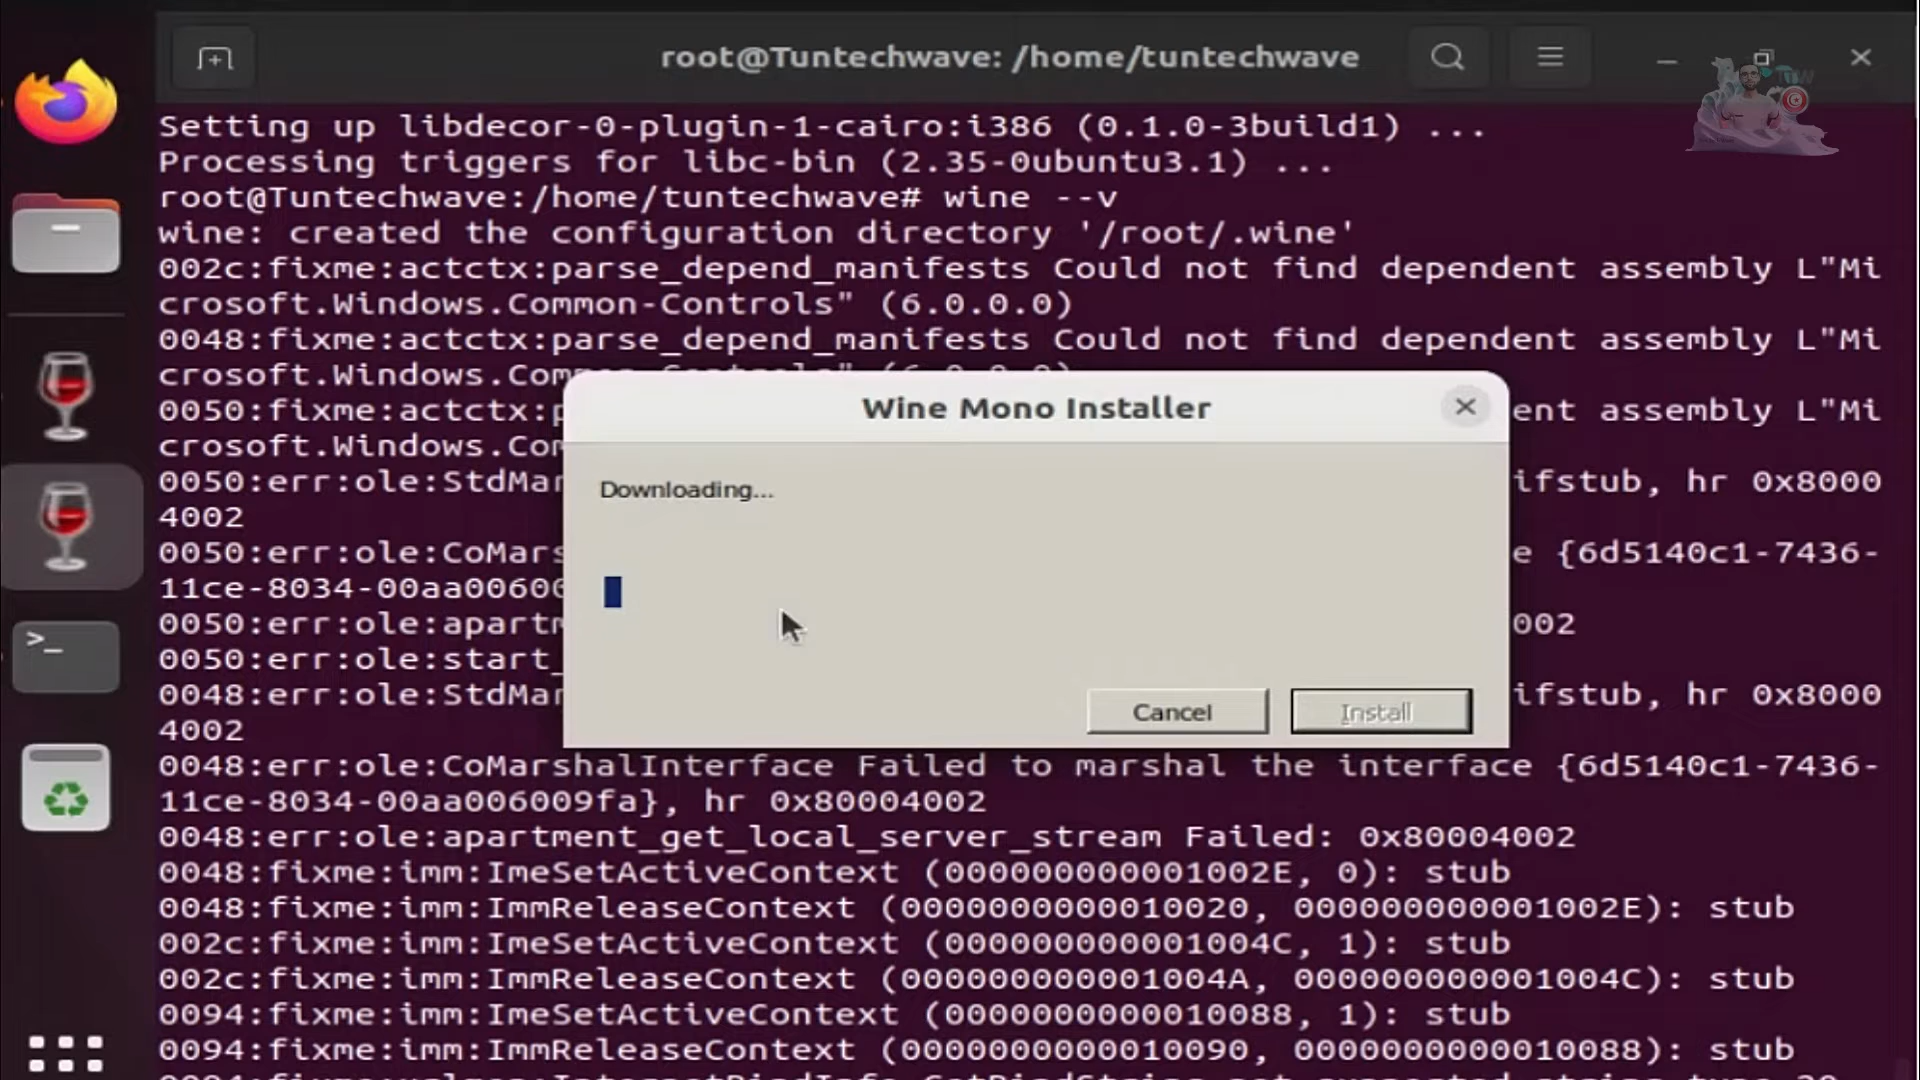 root@Tuntechwave: /home/tuntechwave
Setting up libdecor-0-plugin-1-cairo:i386 (0.1.0-3build1) ...
Processing triggers for libc-bin (2.35-0ubuntu3.1) ...
root@Tuntechwave:/home/tuntechwave# wine --v
wine: created the configuration directory '/root/.wine'
002c:fixme:actctx:parse_depend_manifests Could not find dependent assembly L"Mi
crosoft.Windows.Common-Controls" (6.0.0.0)
0048:fixme:actctx:parse_depend_manifests Could not find dependent assembly L"Mi
crosoft.Windows.Common-Controls" (6.0.0.0)
0050:fixme:actctx:p ent assembly L"Mi
crosoft.Windows.Com
0050:err:ole:StdMar ifstub, hr 0x8000
4002
0050:err:ole:CoMars e {6d5140c1-7436-
11ce-8034-00aa00600
0050:err:ole:apartm 002
0050:err:ole:start_
0048:err:ole:StdMar ifstub, hr 0x8000
4002
0048:err:ole:CoMarshalInterface Failed to marshal the interface {6d5140c1-7436-
11ce-8034-00aa006009fa}, hr 0x80004002
0048:err:ole:apartment_get_local_server_stream Failed: 0x80004002
0048:fixme:imm:ImeSetActiveContext (000000000001002E, 0): stub
0048:fixme:imm:ImmReleaseContext (0000000000010020, 000000000001002E): stub
002c:fixme:imm:ImeSetActiveContext (000000000001004C, 1): stub
002c:fixme:imm:ImmReleaseContext (000000000001004A, 000000000001004C): stub
0094:fixme:imm:ImeSetActiveContext (0000000000010088, 1): stub
0094:fixme:imm:ImmReleaseContext (0000000000010090, 0000000000010088): stub
Wine Mono Installer
Downloading...
Cancel
Install
>_